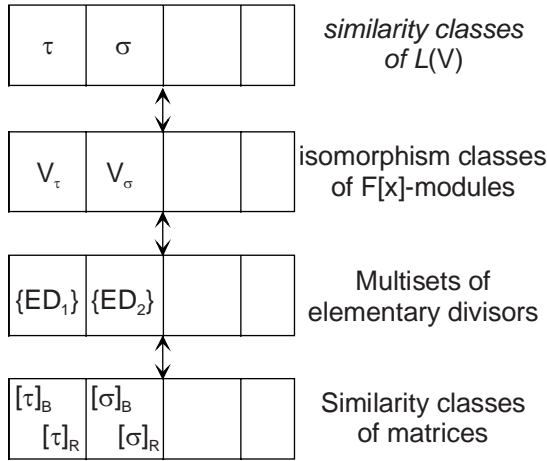 τ σ
similarity classes
of L(V)
V_τ V_σ
isomorphism classes
of F[x]-modules
{ED₁} {ED₂}
Multisets of
elementary divisors
[τ]_B [σ]_B
[τ]_R [σ]_R
Similarity classes
of matrices